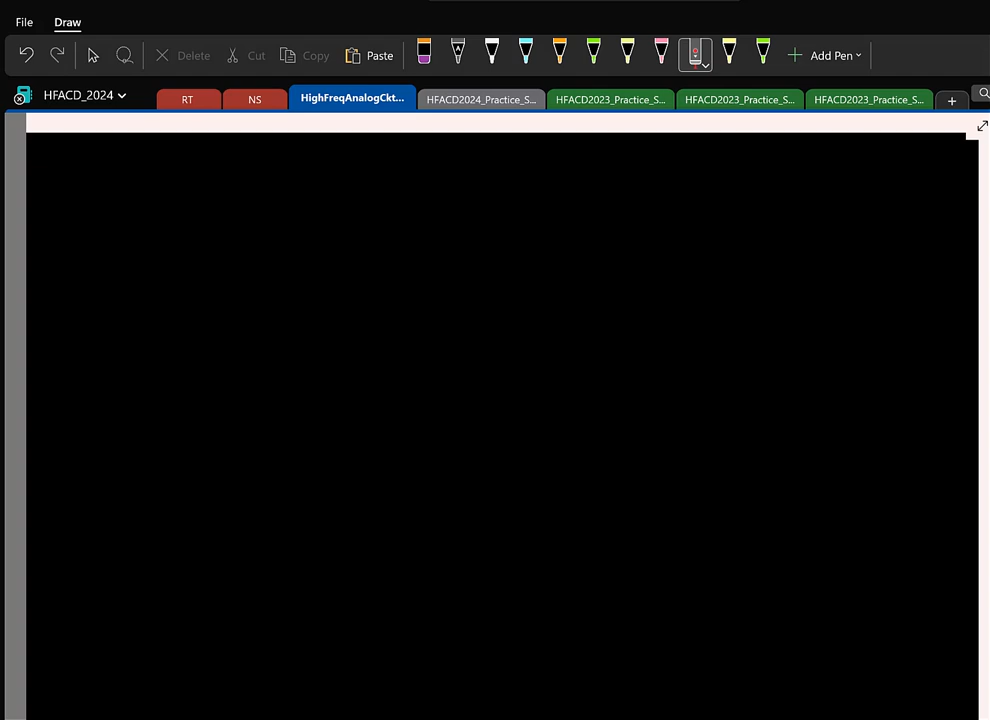 File Draw
Delete Cut Copy Paste A Add Pen
HFACD_2024 RT NS HighFreqAnalogCkt... HFACD2024_Practice_S... HFACD2023_Practice_S... HFACD2023_Practice_S... HFACD2023_Practice_S...